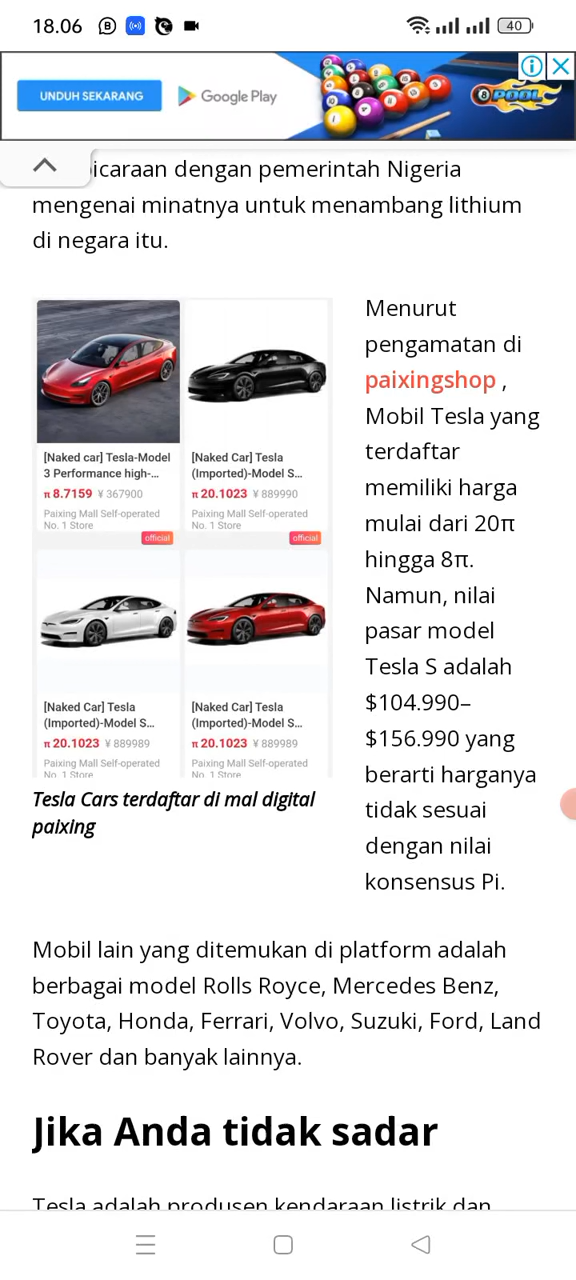 18.06
40
UNDUH SEKARANG
Google Play
8 POOL
icaraan dengan pemerintah Nigeria
mengenai minatnya untuk menambang lithium
di negara itu.
[Naked car] Tesla-Model
3 Performance high-...
π 8.7159 ¥ 367900
Paixing Mall Self-operated
No. 1 Store
official
[Naked Car] Tesla
(Imported)-Model S...
π 20.1023 ¥ 889990
Paixing Mall Self-operated
No. 1 Store
official
[Naked Car] Tesla
(Imported)-Model S...
π 20.1023 ¥ 889989
Paixing Mall Self-operated
No. 1 Store
[Naked Car] Tesla
(Imported)-Model S...
π 20.1023 ¥ 889989
Paixing Mall Self-operated
No. 1 Store
Tesla Cars terdaftar di mal digital
paixing
Menurut
pengamatan di
paixingshop ,
Mobil Tesla yang
terdaftar
memiliki harga
mulai dari 20π
hingga 8π.
Namun, nilai
pasar model
Tesla S adalah
$104.990–
$156.990 yang
berarti harganya
tidak sesuai
dengan nilai
konsensus Pi.
Mobil lain yang ditemukan di platform adalah
berbagai model Rolls Royce, Mercedes Benz,
Toyota, Honda, Ferrari, Volvo, Suzuki, Ford, Land
Rover dan banyak lainnya.
Jika Anda tidak sadar
Tesla adalah produsen kendaraan listrik dan